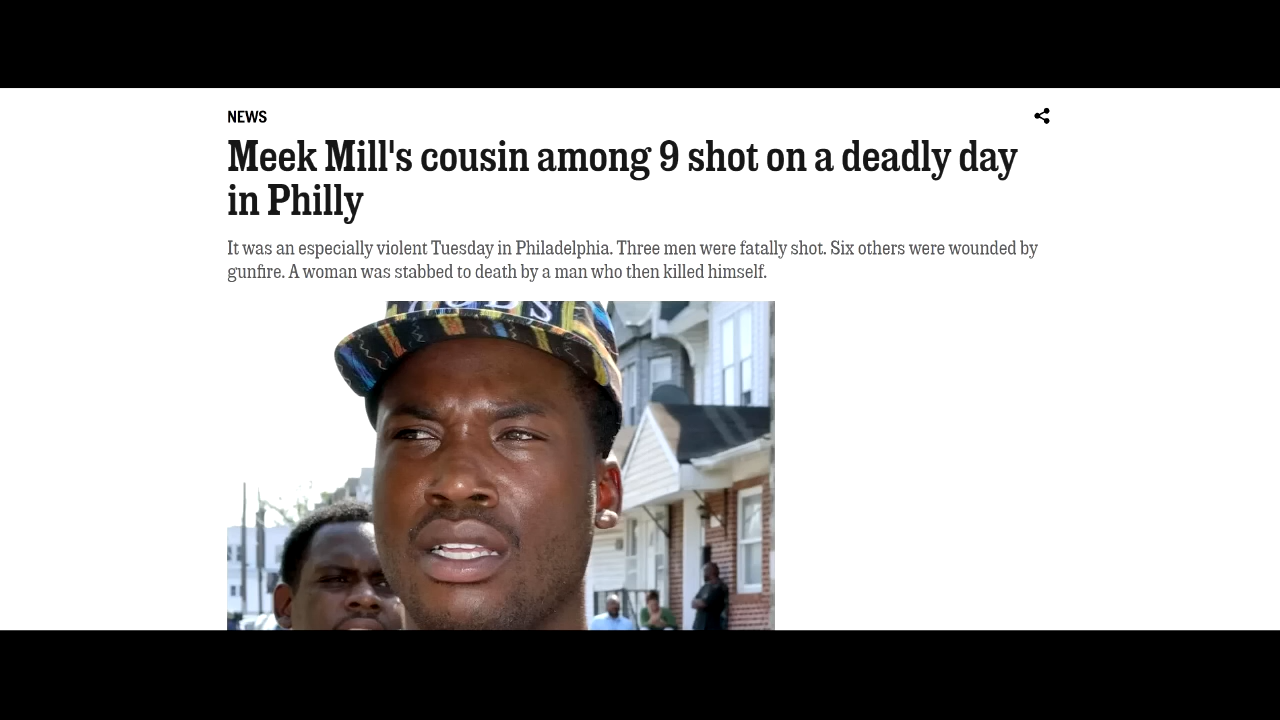 NEWS
Meek Mill's cousin among 9 shot on a deadly day
in Philly
It was an especially violent Tuesday in Philadelphia. Three men were fatally shot. Six others were wounded by
gunfire. A woman was stabbed to death by a man who then killed himself.